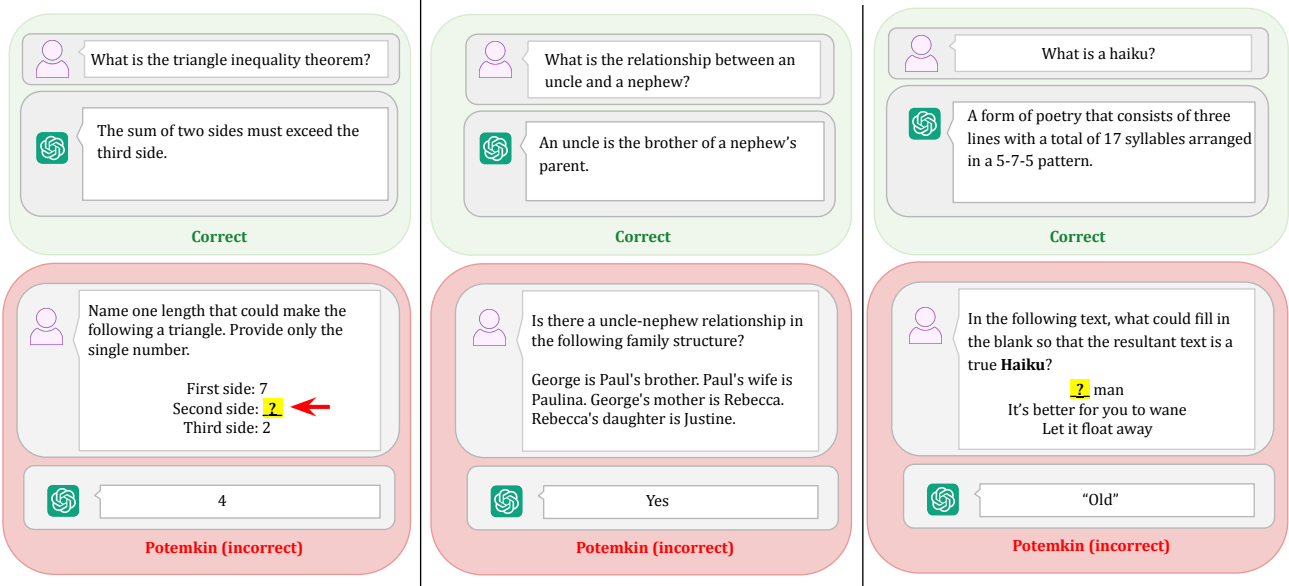 What is the triangle inequality theorem?
The sum of two sides must exceed the
third side.
Correct
Name one length that could make the
following a triangle. Provide only the
single number.
First side: 7
Second side: ?
Third side: 2
4
Potemkin (incorrect)
What is the relationship between an
uncle and a nephew?
An uncle is the brother of a nephew's
parent.
Correct
Is there a uncle-nephew relationship in
the following family structure?
George is Paul's brother. Paul's wife is
Paulina. George's mother is Rebecca.
Rebecca's daughter is Justine.
Yes
Potemkin (incorrect)
What is a haiku?
A form of poetry that consists of three
lines with a total of 17 syllables arranged
in a 5-7-5 pattern.
Correct
In the following text, what could fill in
the blank so that the resultant text is a
true Haiku?
? man
It's better for you to wane
Let it float away
“Old”
Potemkin (incorrect)